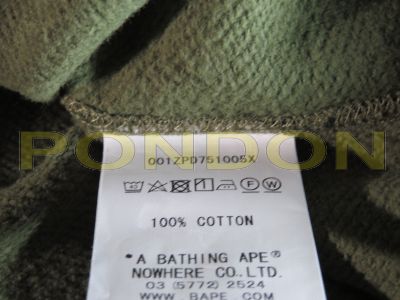 001ZPD751005X
PONDON
100% COTTON
*A BATHING APE®
NOWHERE CO.,LTD.
03(5772)2524
WWW.BAPE.COM